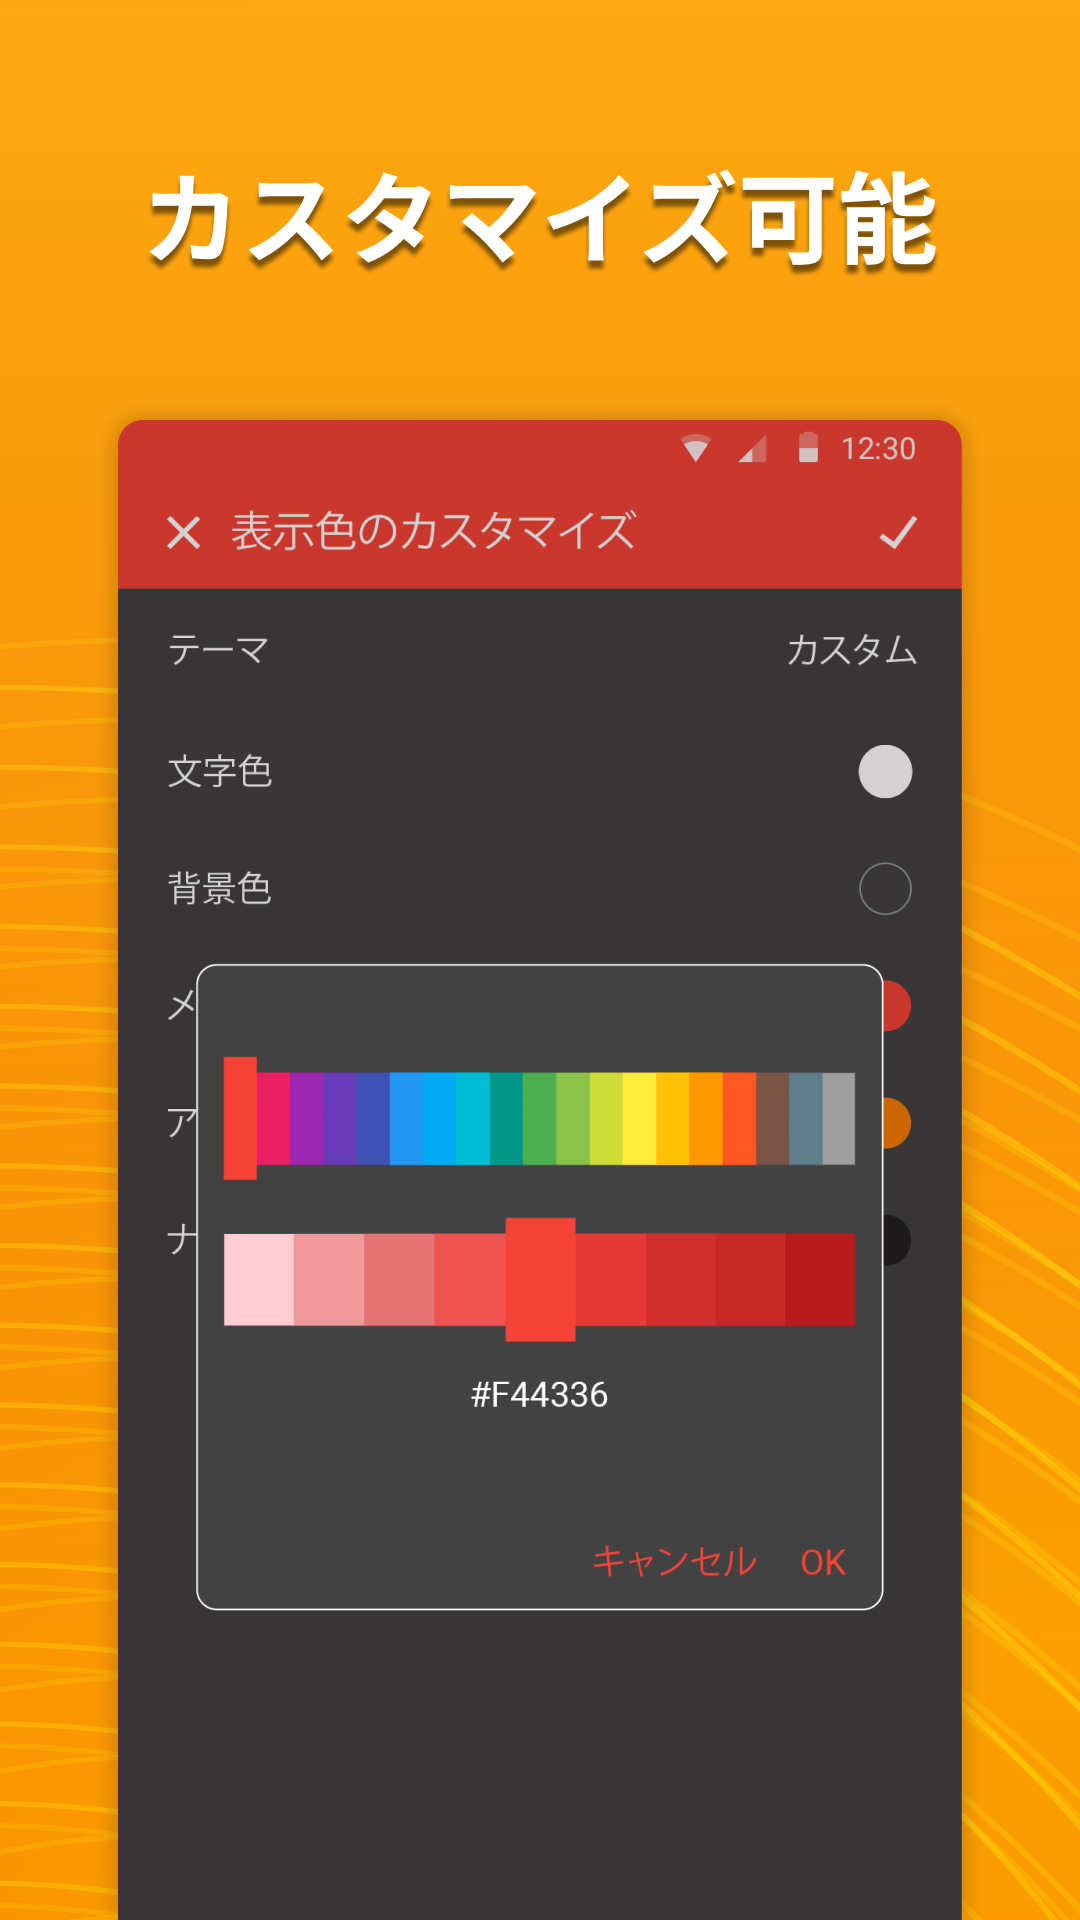 カスタマイズ可能
12:30
表示色のカスタマイズ
テーマ カスタム
文字色
背景色
メ
ア
ナ
#F44336
キャンセル OK